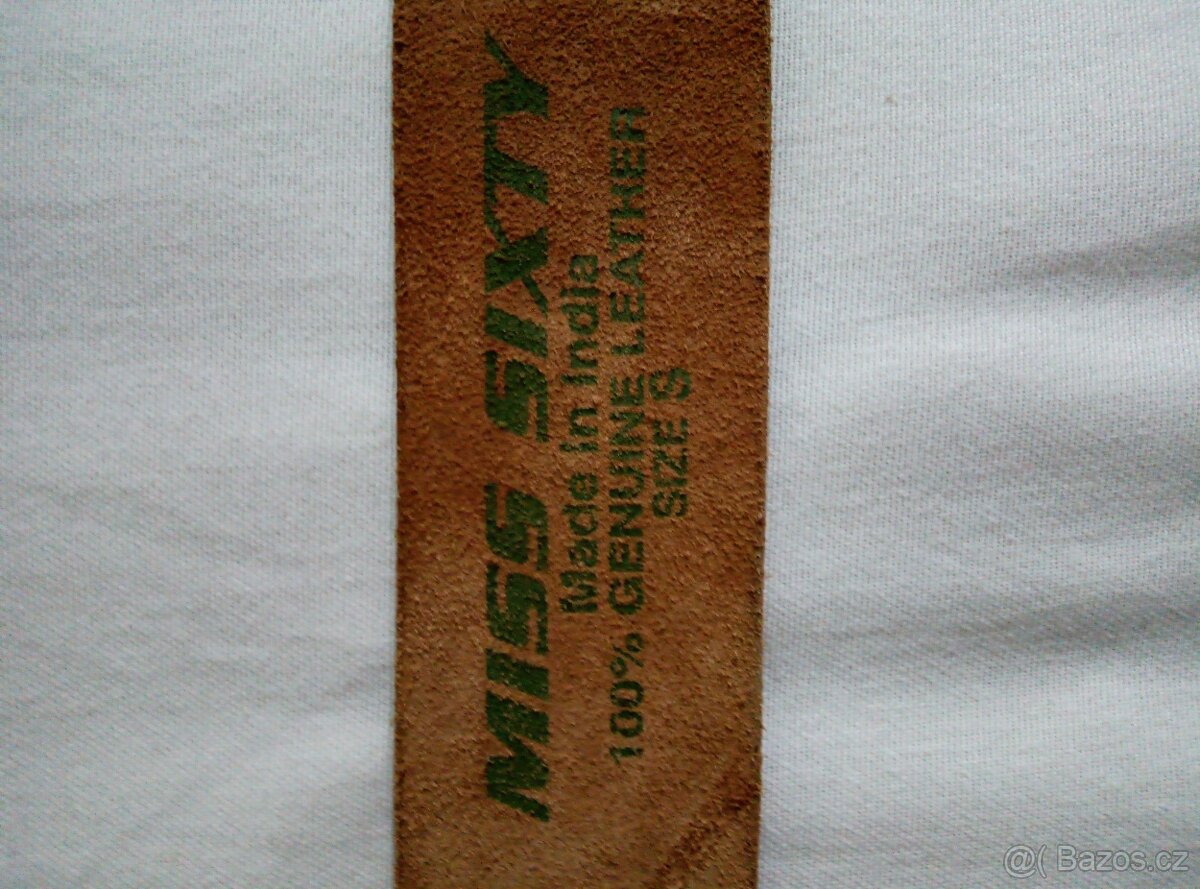 MISS SIXTY
Made in India
100% GENUINE LEATHER
SIZE S
@( Bazos.cz